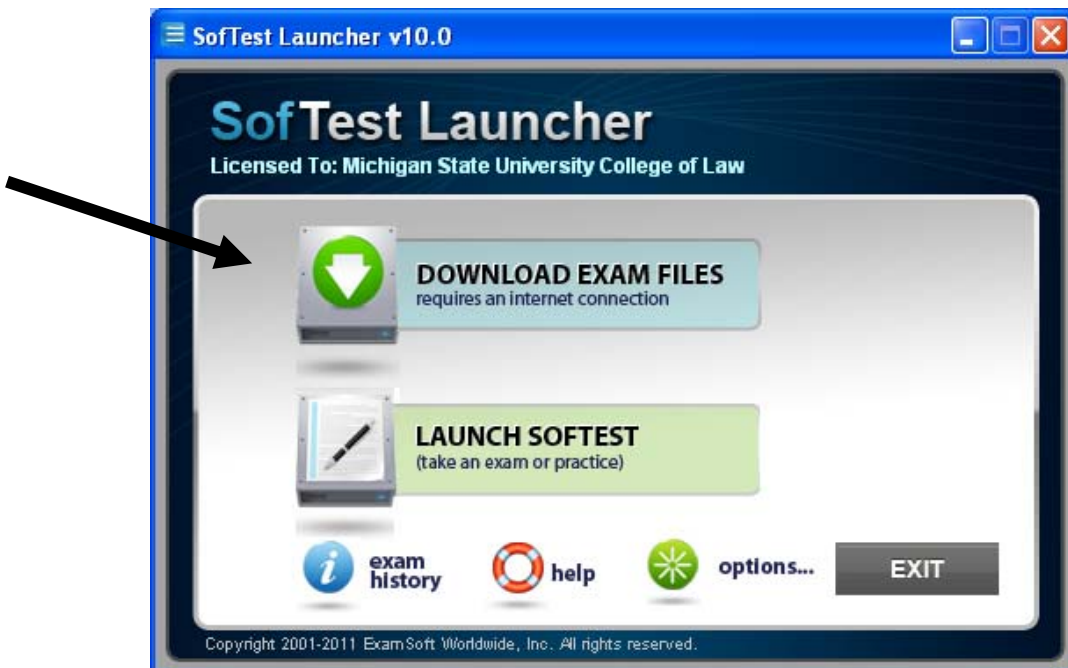 SofTest Launcher v10.0
SofTest Launcher
Licensed To: Michigan State University College of Law
DOWNLOAD EXAM FILES
requires an internet connection
LAUNCH SOFTEST
(take an exam or practice)
exam
history
help
options...
EXIT
Copyright 2001-2011 ExamSoft Worldwide, Inc. All rights reserved.